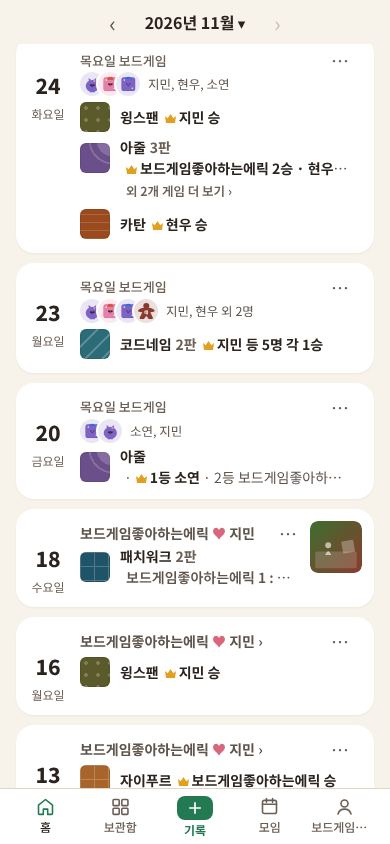 ‹ 2026년 11월 ▾ ›
목요일 보드게임 ···
24
화요일
지민, 현우, 소연
윙스팬 지민 승
아줄 3판
보드게임좋아하는에릭 2승 · 현우···
외 2개 게임 더 보기 ›
카탄 현우 승
목요일 보드게임 ···
23
월요일
지민, 현우 외 2명
코드네임 2판 지민 등 5명 각 1승
목요일 보드게임 ···
20
금요일
소연, 지민
아줄
· 1등 소연 · 2등 보드게임좋아하···
보드게임좋아하는에릭 ♥ 지민 ···
18
수요일
패치워크 2판
보드게임좋아하는에릭 1 : ···
보드게임좋아하는에릭 ♥ 지민 › ···
16
월요일
윙스팬 지민 승
보드게임좋아하는에릭 ♥ 지민 › ···
13
자이푸르 보드게임좋아하는에릭 승
홈 보관함 기록 모임 보드게임···